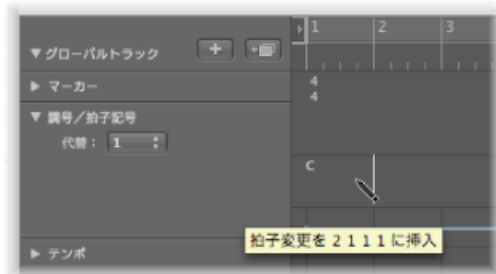 1 2 3
▼ グローバルトラック
▶ マーカー
4
4
▼調号/拍子記号
代替: 1
C
拍子変更を 2 1 1 1 に挿入
▶ テンポ